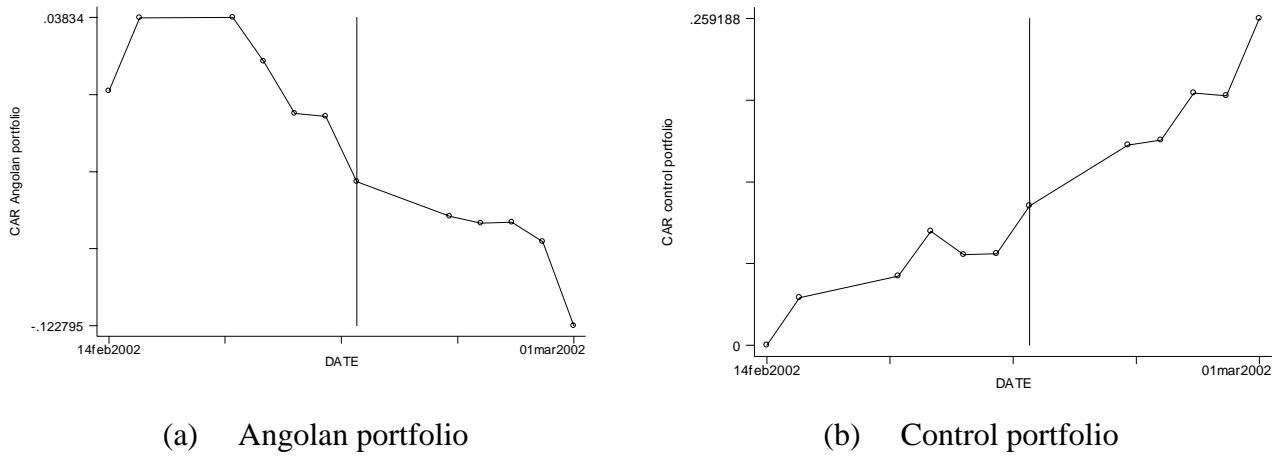 .03834
CAR Angolan portfolio
-.122795
14feb2002
01mar2002
DATE
(a) Angolan portfolio
.259188
CAR control portfolio
0
14feb2002
01mar2002
DATE
(b) Control portfolio